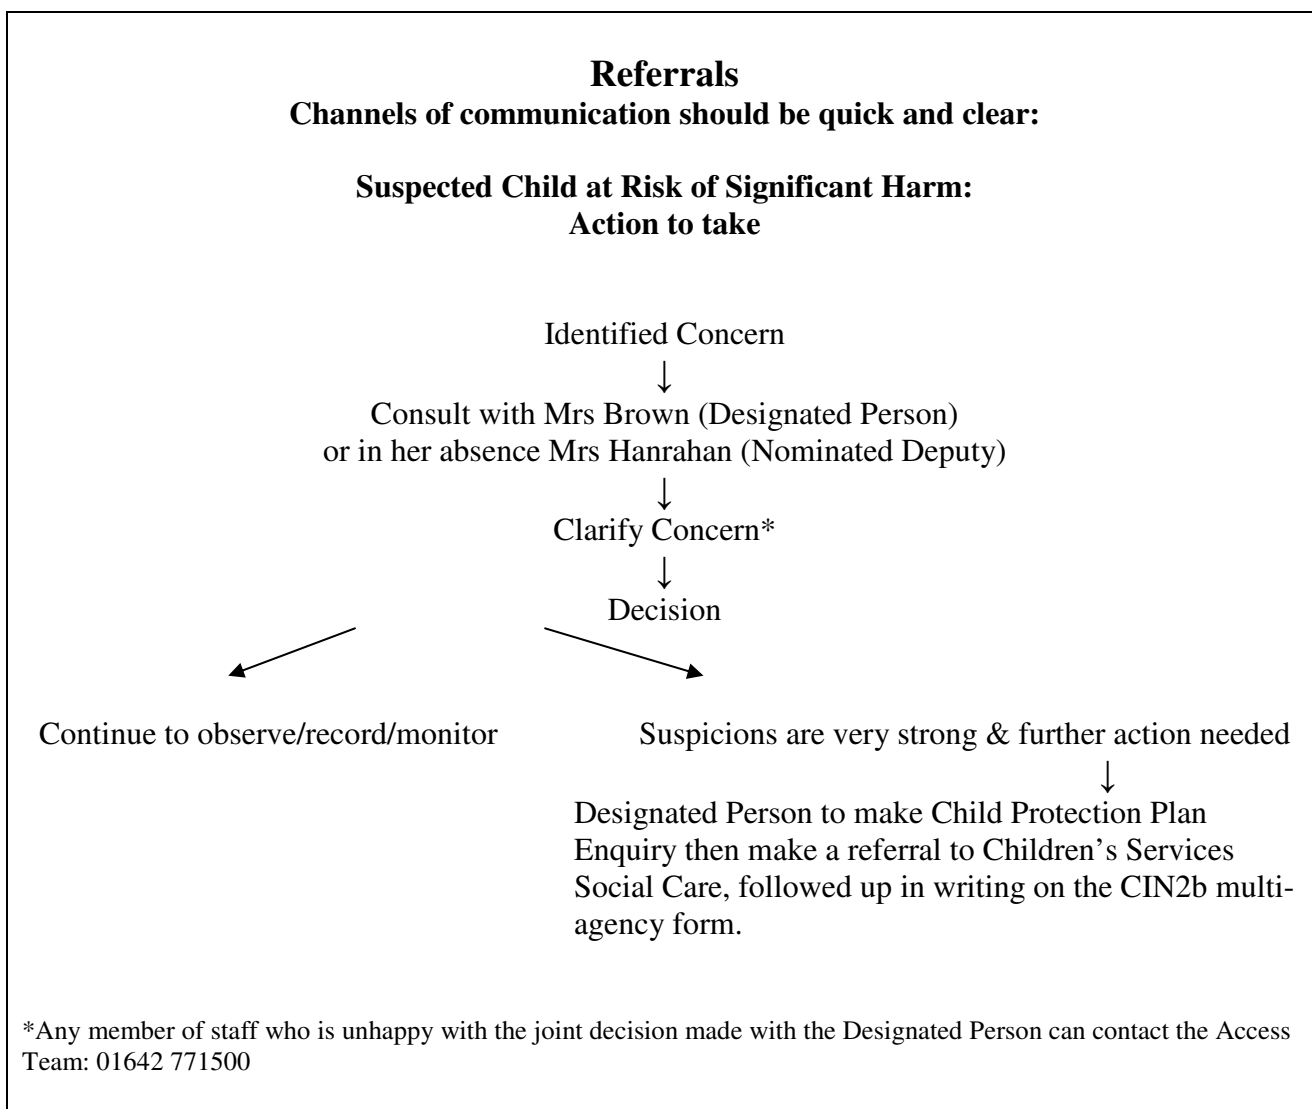 Referrals
Channels of communication should be quick and clear:
Suspected Child at Risk of Significant Harm:
Action to take
Identified Concern
↓
Consult with Mrs Brown (Designated Person)
or in her absence Mrs Hanrahan (Nominated Deputy)
↓
Clarify Concern*
↓
Decision
Continue to observe/record/monitor
Suspicions are very strong & further action needed
↓
Designated Person to make Child Protection Plan
Enquiry then make a referral to Children’s Services
Social Care, followed up in writing on the CIN2b multi-
agency form.
*Any member of staff who is unhappy with the joint decision made with the Designated Person can contact the Access
Team: 01642 771500